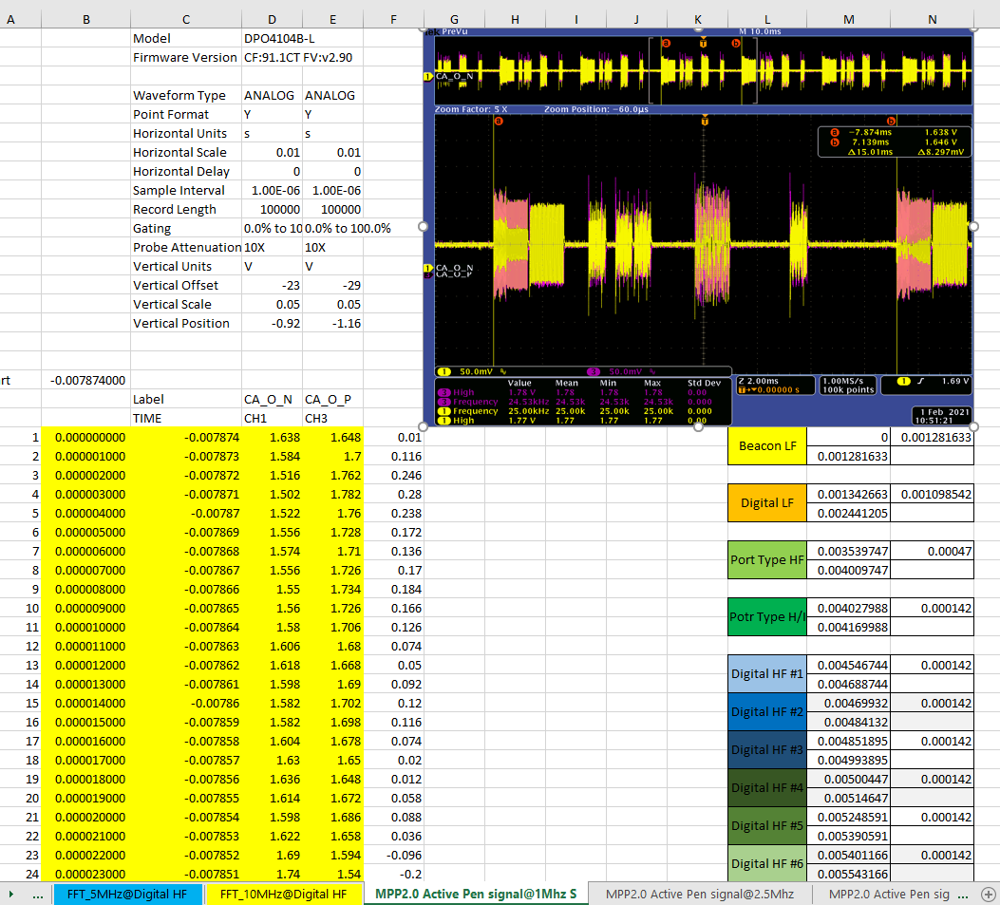 A B C D E F G H I J K L M N
Model DPO4104B-L
Firmware Version CF:91.1CT FV:v2.90
Waveform Type ANALOG ANALOG
Point Format Y Y
Horizontal Units s s
Horizontal Scale 0.01 0.01
Horizontal Delay 0 0
Sample Interval 1.00E-06 1.00E-06
Record Length 100000 100000
Gating 0.0% to 10 0.0% to 100.0%
Probe Attenuation 10X 10X
Vertical Units V V
Vertical Offset -23 -29
Vertical Scale 0.05 0.05
Vertical Position -0.92 -1.16
rt -0.007874000
Label CA_O_N CA_O_P
TIME CH1 CH3
Tek PreVu M 10.0ms
a T b
1 CA_O_N
Zoom Factor: 5 X Zoom Position: -60.0µs
a T b
a -7.874ms 1.638 V
b 7.139ms 1.646 V
Δ15.01ms Δ8.297mV
1 CA_O_N
CA_O_P
1 50.0mV 3 50.0mV
Value Mean Min Max Std Dev
3 High 1.78 V 1.78 1.78 1.78 0.00
3 Frequency 24.53kHz 24.53k 24.53k 24.53k 0.000
1 Frequency 25.00kHz 25.00k 25.00k 25.00k 0.000
1 High 1.77 V 1.77 1.77 1.77 0.00
Z 2.00ms
T→▼0.00000 s
1.00MS/s
100k points
1 1.69 V
1 Feb 2021
10:51:21
1 0.000000000 -0.007874 1.638 1.648 0.01
2 0.000001000 -0.007873 1.584 1.7 0.116
3 0.000002000 -0.007872 1.516 1.762 0.246
4 0.000003000 -0.007871 1.502 1.782 0.28
5 0.000004000 -0.00787 1.522 1.76 0.238
6 0.000005000 -0.007869 1.556 1.728 0.172
7 0.000006000 -0.007868 1.574 1.71 0.136
8 0.000007000 -0.007867 1.556 1.726 0.17
9 0.000008000 -0.007866 1.55 1.734 0.184
10 0.000009000 -0.007865 1.56 1.726 0.166
11 0.000010000 -0.007864 1.58 1.706 0.126
12 0.000011000 -0.007863 1.606 1.68 0.074
13 0.000012000 -0.007862 1.618 1.668 0.05
14 0.000013000 -0.007861 1.598 1.69 0.092
15 0.000014000 -0.00786 1.582 1.702 0.12
16 0.000015000 -0.007859 1.582 1.698 0.116
17 0.000016000 -0.007858 1.604 1.678 0.074
18 0.000017000 -0.007857 1.63 1.65 0.02
19 0.000018000 -0.007856 1.636 1.648 0.012
20 0.000019000 -0.007855 1.614 1.672 0.058
21 0.000020000 -0.007854 1.598 1.686 0.088
22 0.000021000 -0.007853 1.622 1.658 0.036
23 0.000022000 -0.007852 1.69 1.594 -0.096
24 0.000023000 -0.007851 1.74 1.54 -0.2
Beacon LF 0 0.001281633
0.001281633
Digital LF 0.001342663 0.001098542
0.002441205
Port Type HF 0.003539747 0.00047
0.004009747
Potr Type H/I 0.004027988 0.000142
0.004169988
Digital HF #1 0.004546744 0.000142
0.004688744
Digital HF #2 0.00469932 0.000142
0.00484132
Digital HF #3 0.004851895 0.000142
0.004993895
Digital HF #4 0.00500447 0.000142
0.00514647
Digital HF #5 0.005248591 0.000142
0.005390591
Digital HF #6 0.005401166 0.000142
0.005543166
... FFT_5MHz@Digital HF FFT_10MHz@Digital HF MPP2.0 Active Pen signal@1Mhz S MPP2.0 Active Pen signal@2.5Mhz MPP2.0 Active Pen sig ...